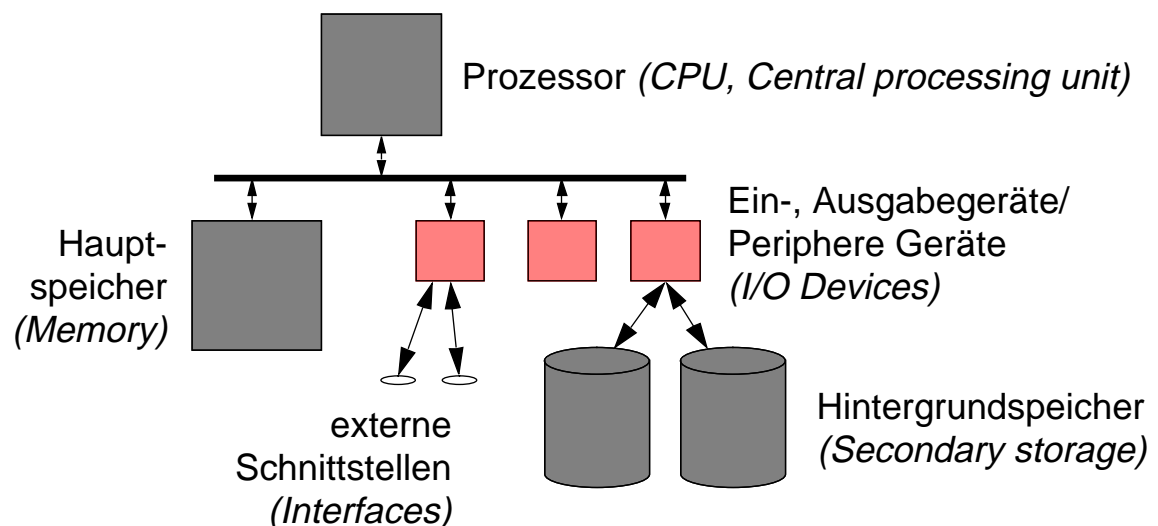 Prozessor (CPU, Central processing unit)
Haupt-
speicher
(Memory)
Ein-, Ausgabegeräte/
Periphere Geräte
(I/O Devices)
externe
Schnittstellen
(Interfaces)
Hintergrundspeicher
(Secondary storage)